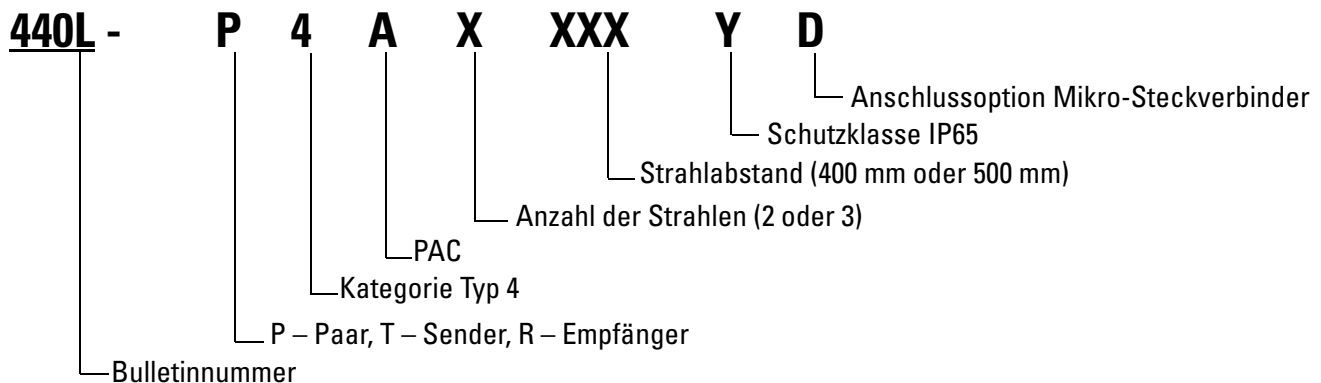 440L - P 4 A X XXX Y D
Anschlussoption Mikro-Steckverbinder
Schutzklasse IP65
Strahlabstand (400 mm oder 500 mm)
Anzahl der Strahlen (2 oder 3)
PAC
Kategorie Typ 4
P – Paar, T – Sender, R – Empfänger
Bulletinnummer